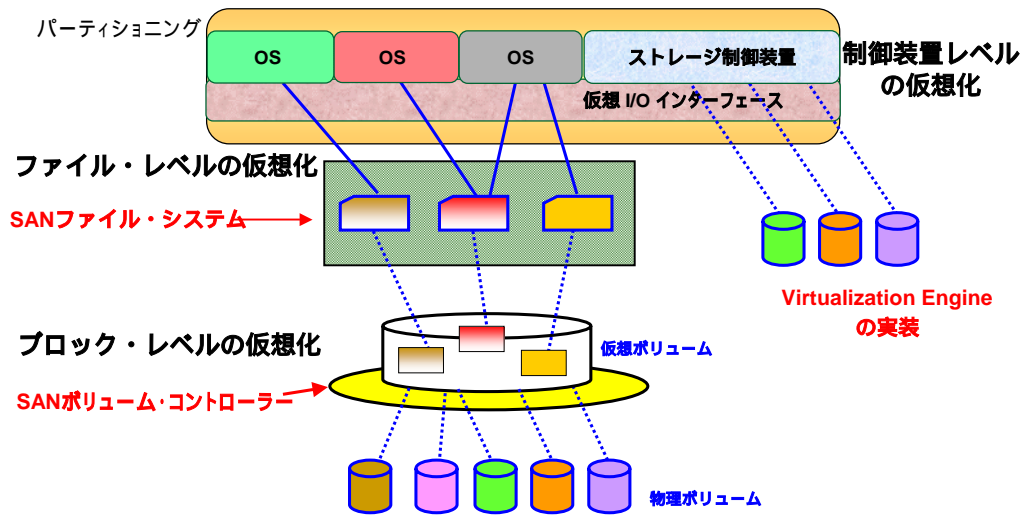 パーティショニング
OS
OS
OS
ストレージ制御装置
仮想 I/O インターフェース
制御装置レベル
の仮想化
ファイル・レベルの仮想化
SANファイル・システム
Virtualization Engine
の実装
ブロック・レベルの仮想化
仮想ボリューム
SANボリューム・コントローラー
物理ボリューム